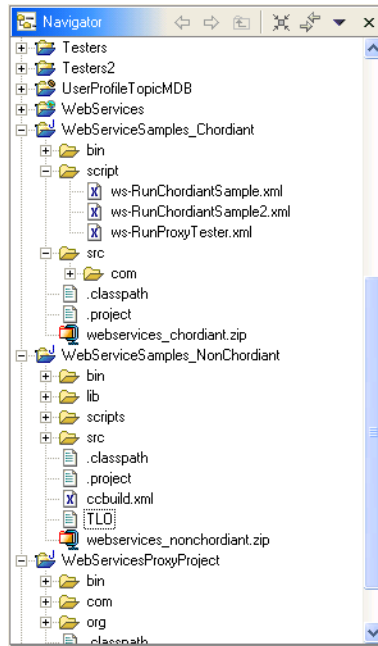 Navigator
Testers
Testers2
UserProfileTopicMDB
WebServices
WebServiceSamples_Chordiant
bin
script
ws-RunChordiantSample.xml
ws-RunChordiantSample2.xml
ws-RunProxyTester.xml
src
com
.classpath
.project
webservices_chordiant.zip
WebServiceSamples_NonChordiant
bin
lib
scripts
src
.classpath
.project
ccbuild.xml
TLO
webservices_nonchordiant.zip
WebServicesProxyProject
bin
com
org
.classpath